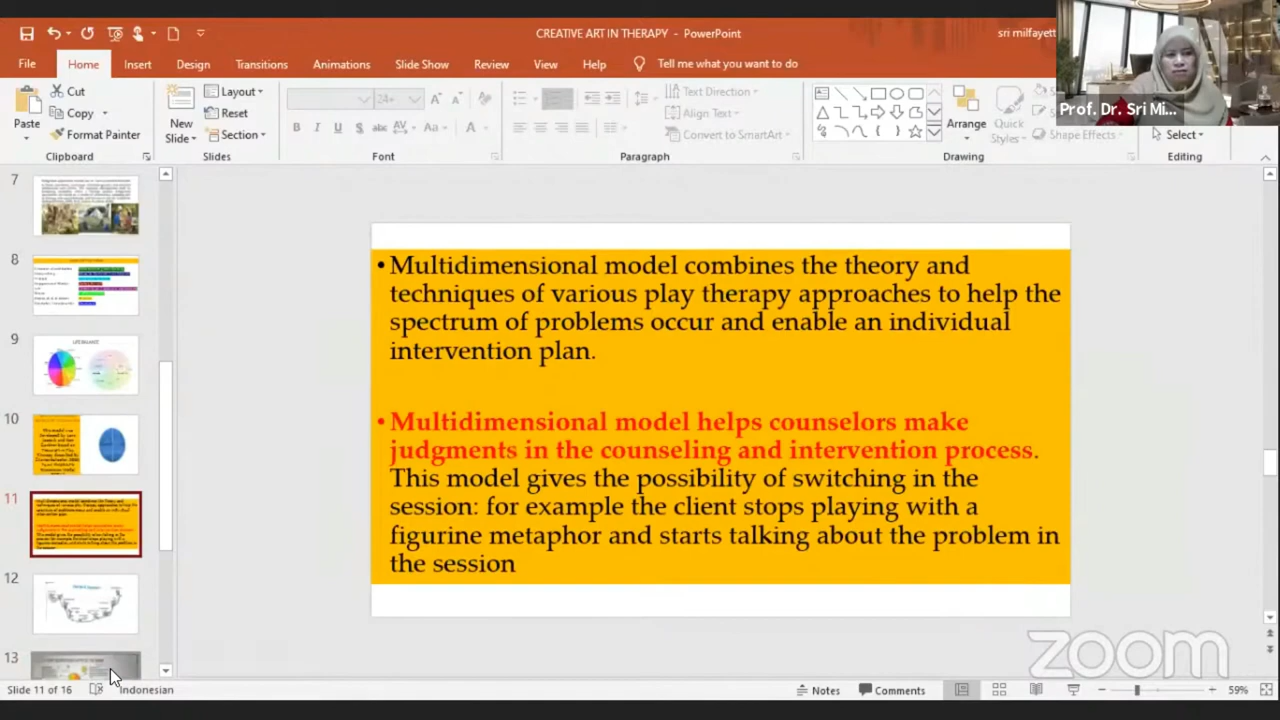 CREATIVE ART IN THERAPY - PowerPoint
sri milfayett
File
Home
Insert
Design
Transitions
Animations
Slide Show
Review
View
Help
Tell me what you want to do
Prof. Dr. Sri Mi...
Paste
Cut
Copy
Format Painter
Clipboard
New
Slide
Layout
Reset
Section
Slides
24+
B I U S abc AV Aa A
Font
Text Direction
Align Text
Convert to SmartArt
Paragraph
Arrange
Quick
Styles
Shape Effects
Drawing
Select
Editing
7
8
9
LIFE BALANCE
10
11
12
13
• Multidimensional model combines the theory and
techniques of various play therapy approaches to help the
spectrum of problems occur and enable an individual
intervention plan.
• Multidimensional model helps counselors make
judgments in the counseling and intervention process.
This model gives the possibility of switching in the
session: for example the client stops playing with a
figurine metaphor and starts talking about the problem in
the session
zoom
Slide 11 of 16
Indonesian
Notes
Comments
59%